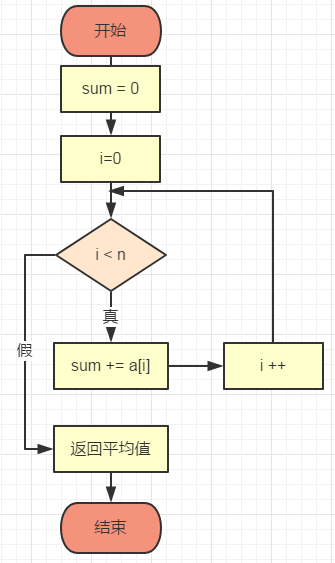 开始
sum = 0
i=0
i < n
真
假
sum += a[i]
i ++
返回平均值
结束